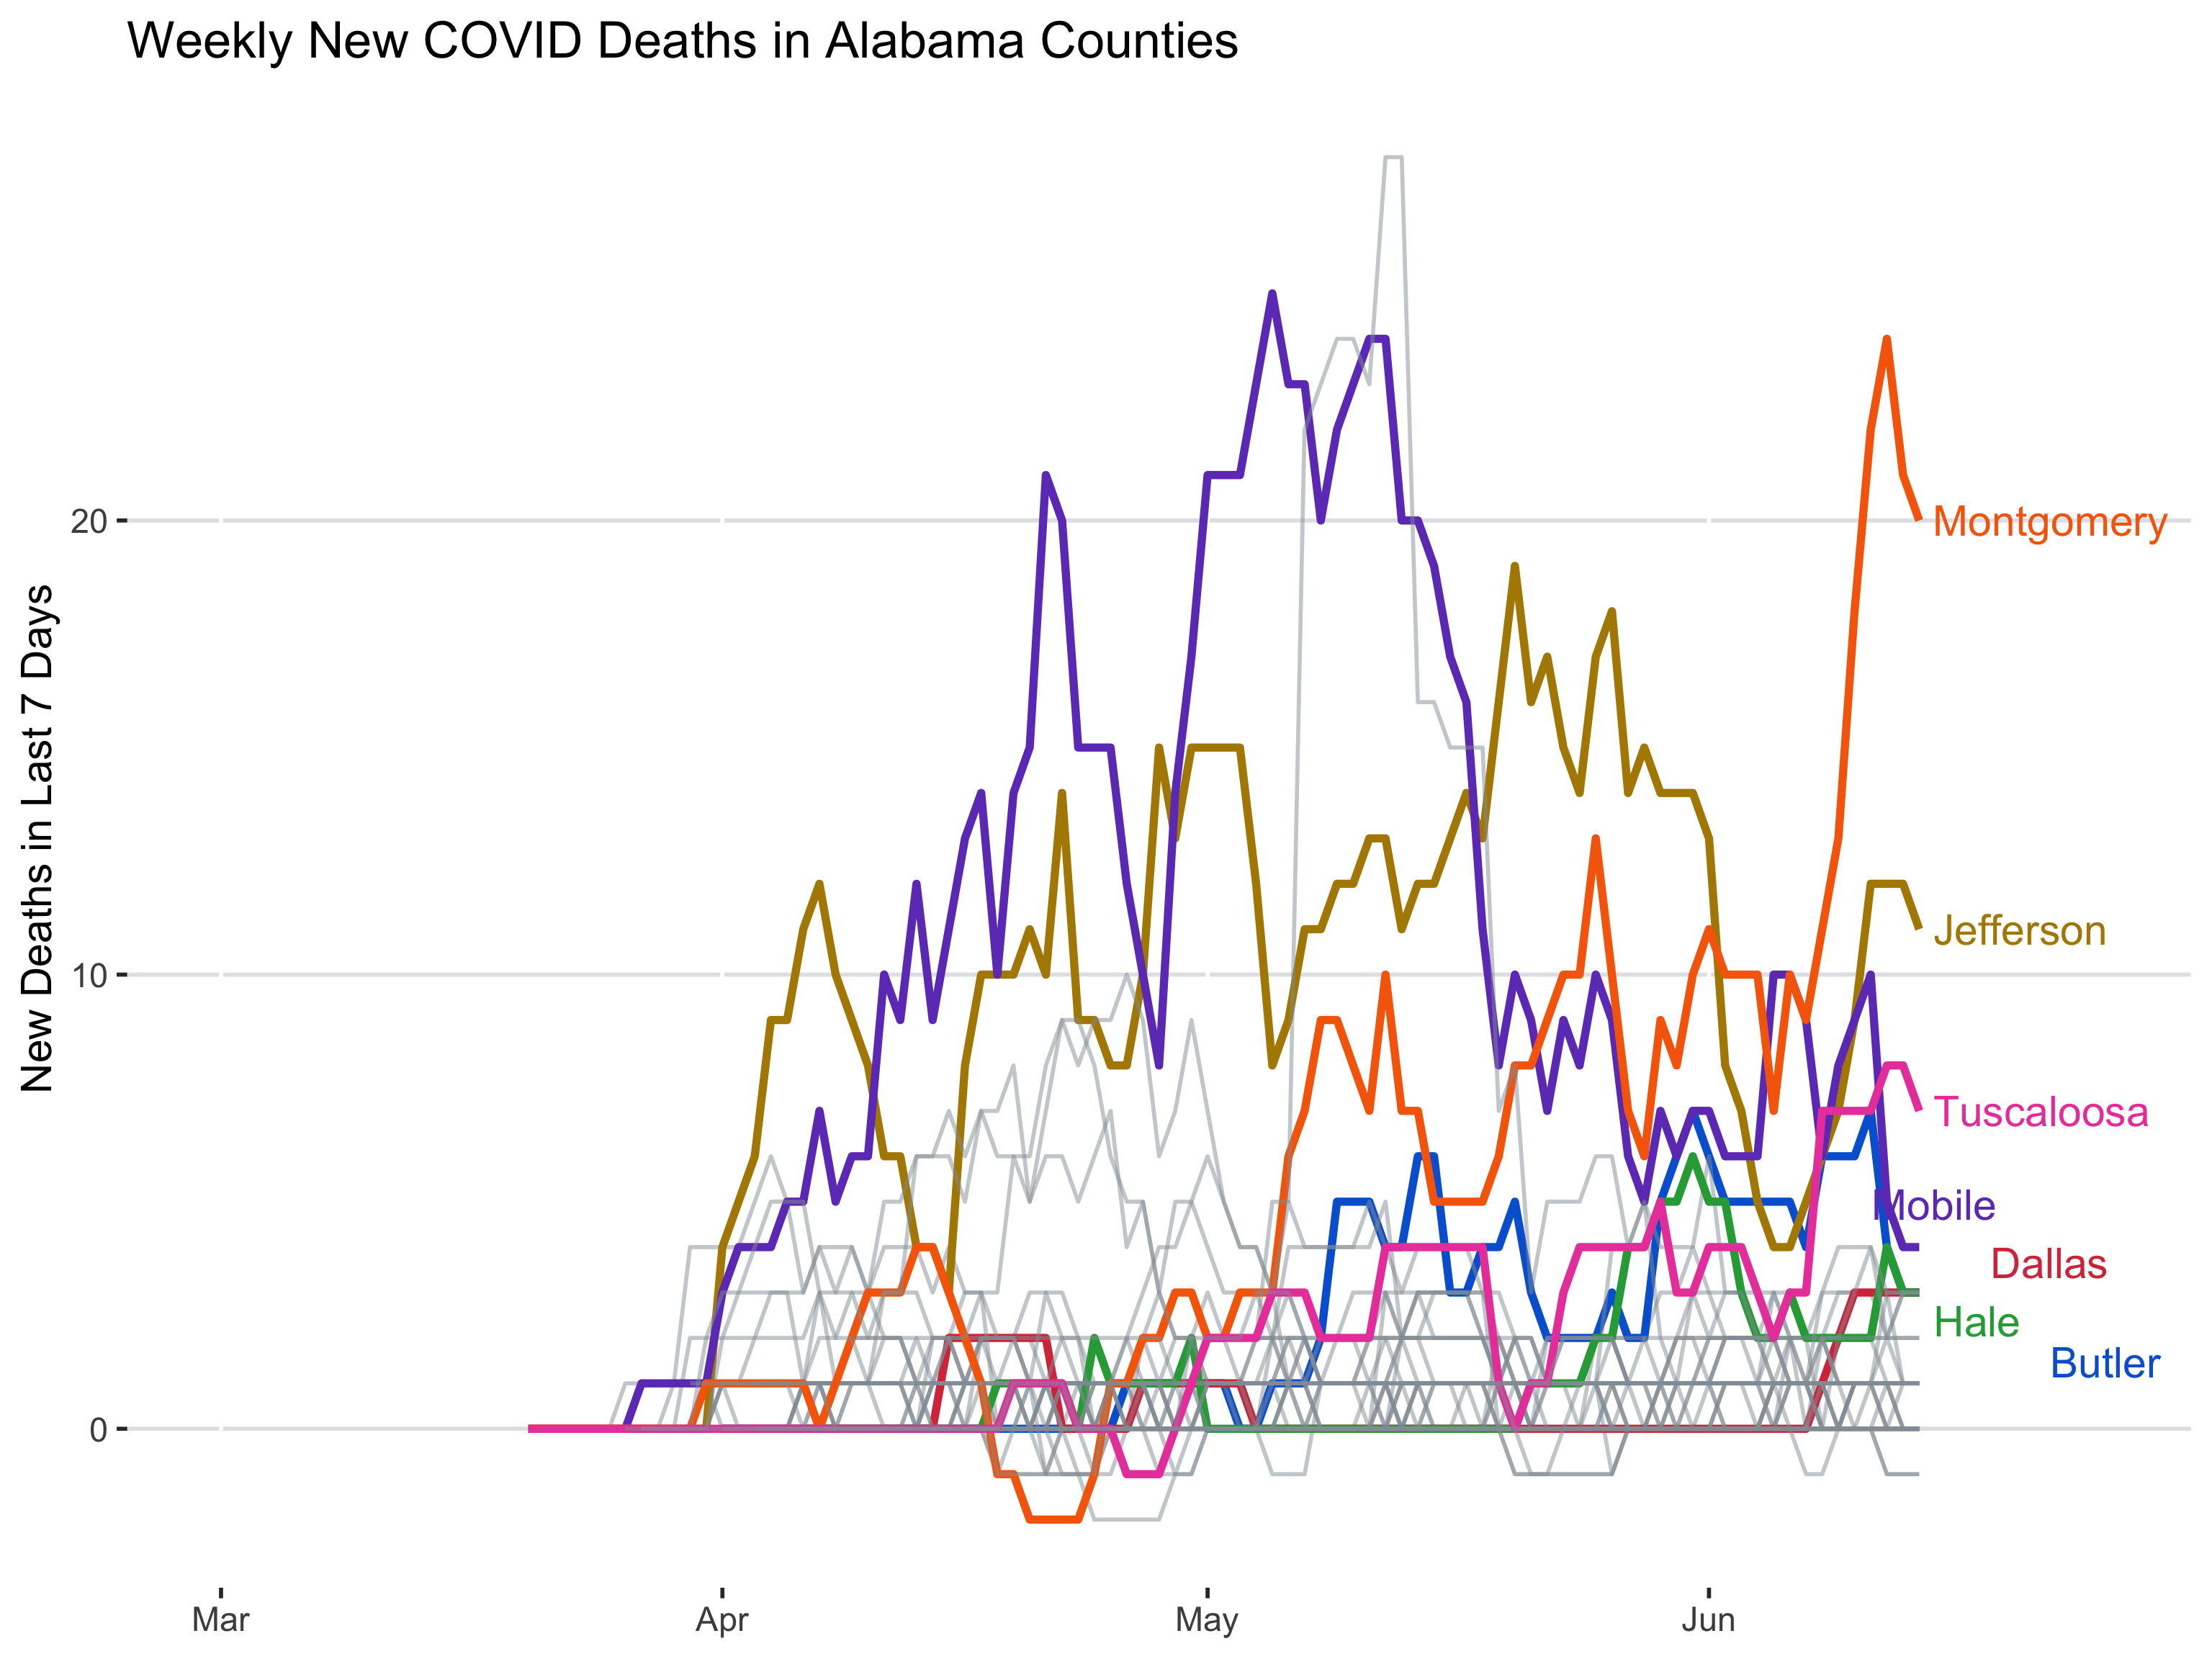 Weekly New COVID Deaths in Alabama Counties
New Deaths in Last 7 Days
20
10
0
Montgomery
Jefferson
Tuscaloosa
Mobile
Dallas
Hale
Butler
Mar
Apr
May
Jun